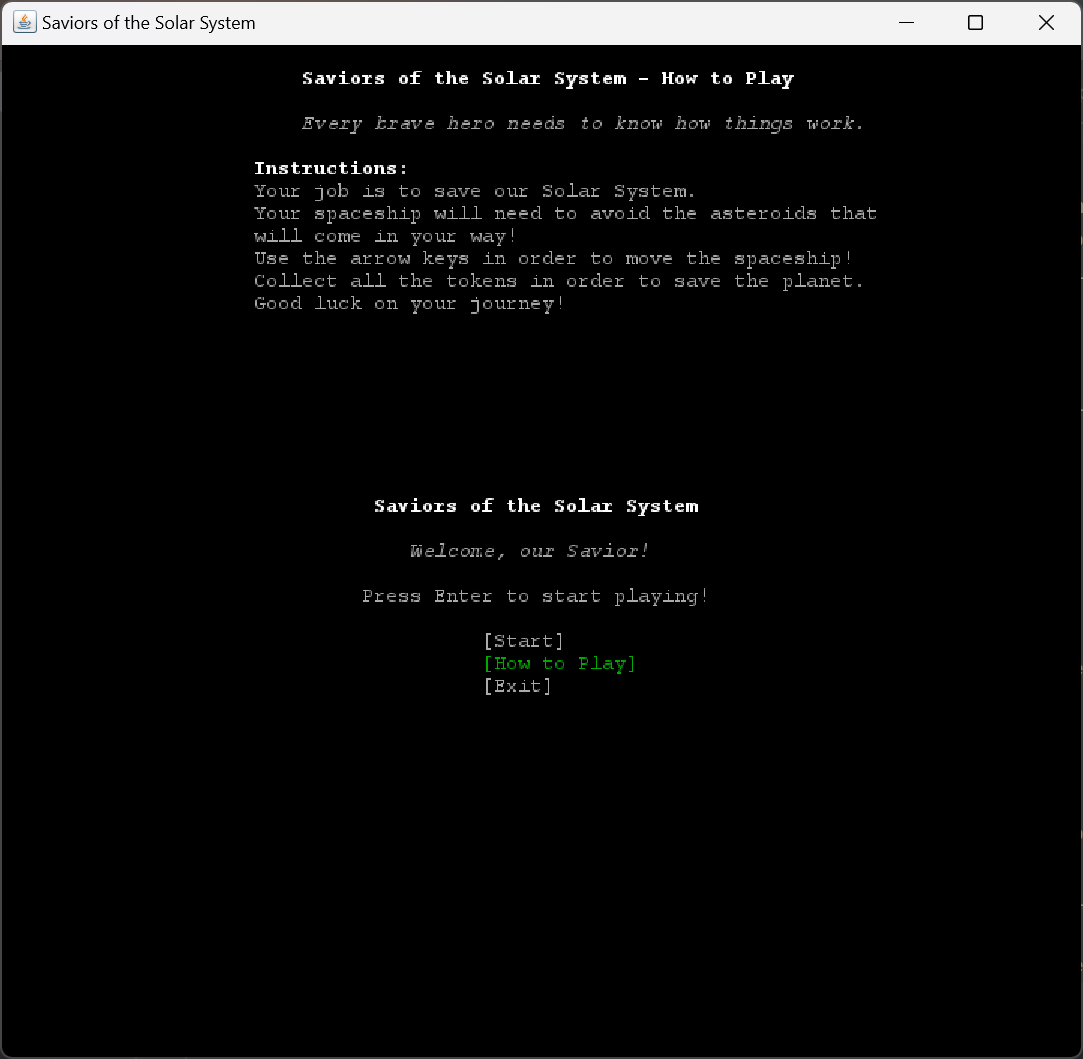 Saviors of the Solar System
Saviors of the Solar System - How to Play
Every brave hero needs to know how things work.
Instructions:
Your job is to save our Solar System.
Your spaceship will need to avoid the asteroids that
will come in your way!
Use the arrow keys in order to move the spaceship!
Collect all the tokens in order to save the planet.
Good luck on your journey!
Saviors of the Solar System
Welcome, our Savior!
Press Enter to start playing!
[Start]
[How to Play]
[Exit]